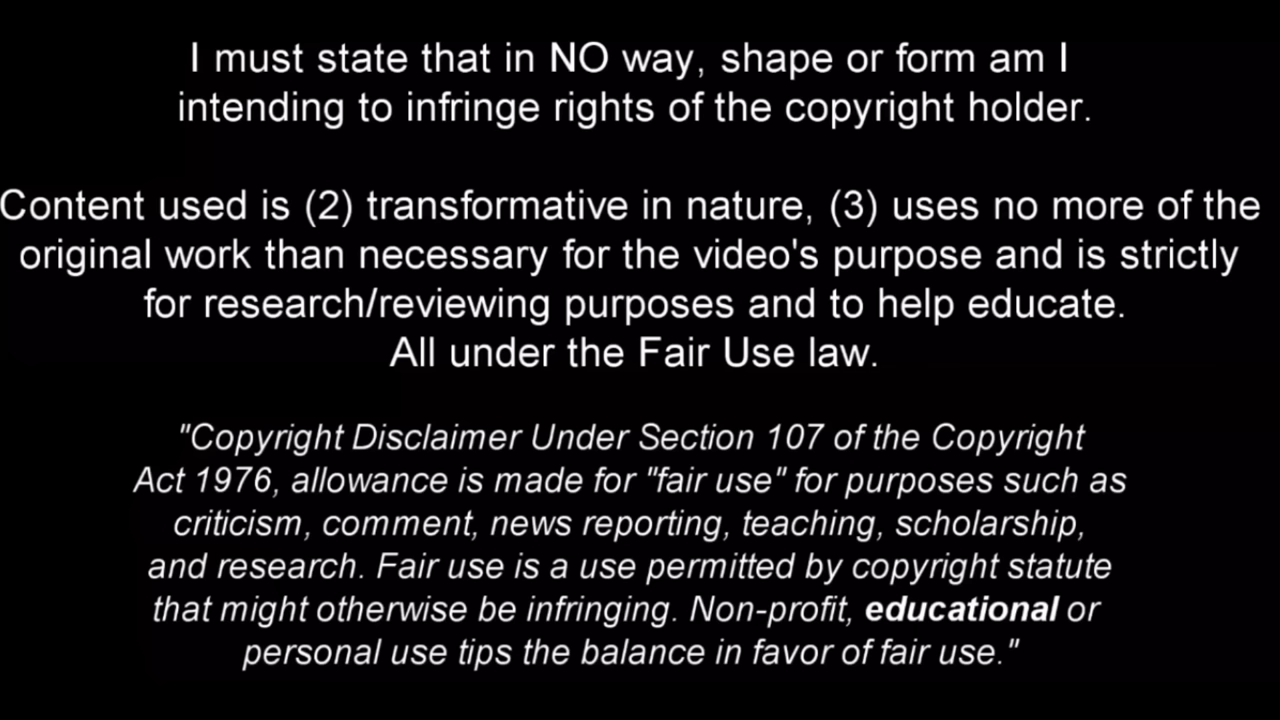 I must state that in NO way, shape or form am I
intending to infringe rights of the copyright holder.
Content used is (2) transformative in nature, (3) uses no more of the
original work than necessary for the video's purpose and is strictly
for research/reviewing purposes and to help educate.
All under the Fair Use law.
"Copyright Disclaimer Under Section 107 of the Copyright
Act 1976, allowance is made for "fair use" for purposes such as
criticism, comment, news reporting, teaching, scholarship,
and research. Fair use is a use permitted by copyright statute
that might otherwise be infringing. Non-profit, educational or
personal use tips the balance in favor of fair use."